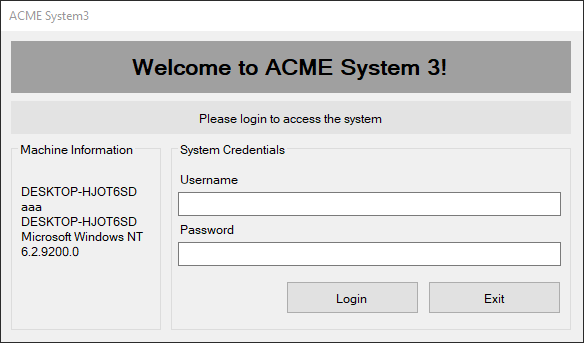 ACME System3
Welcome to ACME System 3!
Please login to access the system
Machine Information
DESKTOP-HJOT6SD
aaa
DESKTOP-HJOT6SD
Microsoft Windows NT
6.2.9200.0
System Credentials
Username
Password
Login
Exit